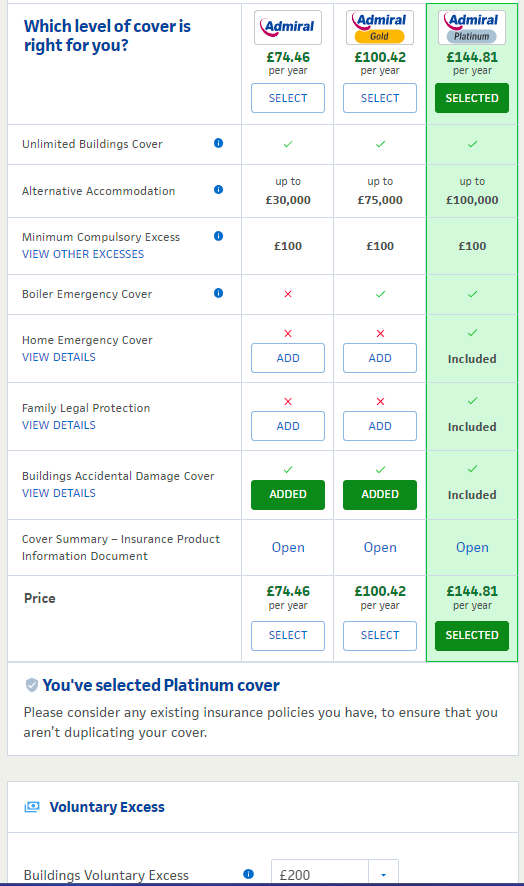 Which level of cover is
right for you?
Admiral
Admiral
Gold
Admiral
Platinum
£74.46
per year
£100.42
per year
£144.81
per year
SELECT
SELECT
SELECTED
Unlimited Buildings Cover
Alternative Accommodation
up to
£30,000
up to
£75,000
up to
£100,000
Minimum Compulsory Excess
VIEW OTHER EXCESSES
£100
£100
£100
Boiler Emergency Cover
Home Emergency Cover
VIEW DETAILS
ADD
ADD
Included
Family Legal Protection
VIEW DETAILS
ADD
ADD
Included
Buildings Accidental Damage Cover
VIEW DETAILS
ADDED
ADDED
Included
Cover Summary – Insurance Product
Information Document
Open
Open
Open
Price
£74.46
per year
£100.42
per year
£144.81
per year
SELECT
SELECT
SELECTED
You've selected Platinum cover
Please consider any existing insurance policies you have, to ensure that you
aren't duplicating your cover.
Voluntary Excess
Buildings Voluntary Excess
£200